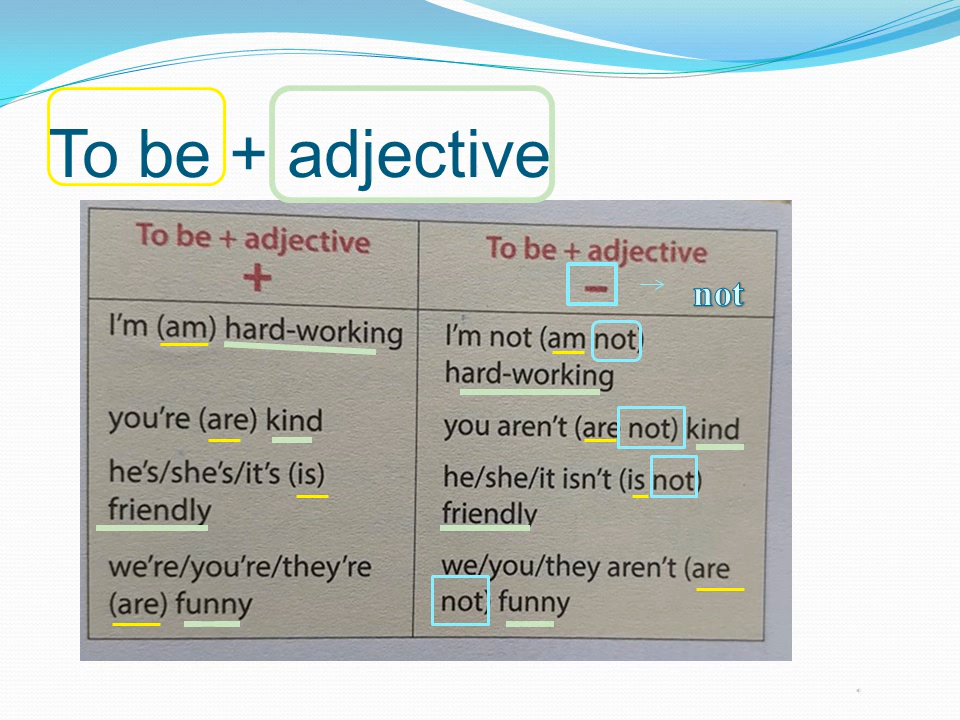 To be + adjective
To be + adjective
+
I'm (am) hard-working
you're (are) kind
he's/she's/it's (is)
friendly
we're/you're/they're
(are) funny
To be + adjective
– → not
I'm not (am not)
hard-working
you aren't (are not) kind
he/she/it isn't (is not)
friendly
we/you/they aren't (are
not) funny